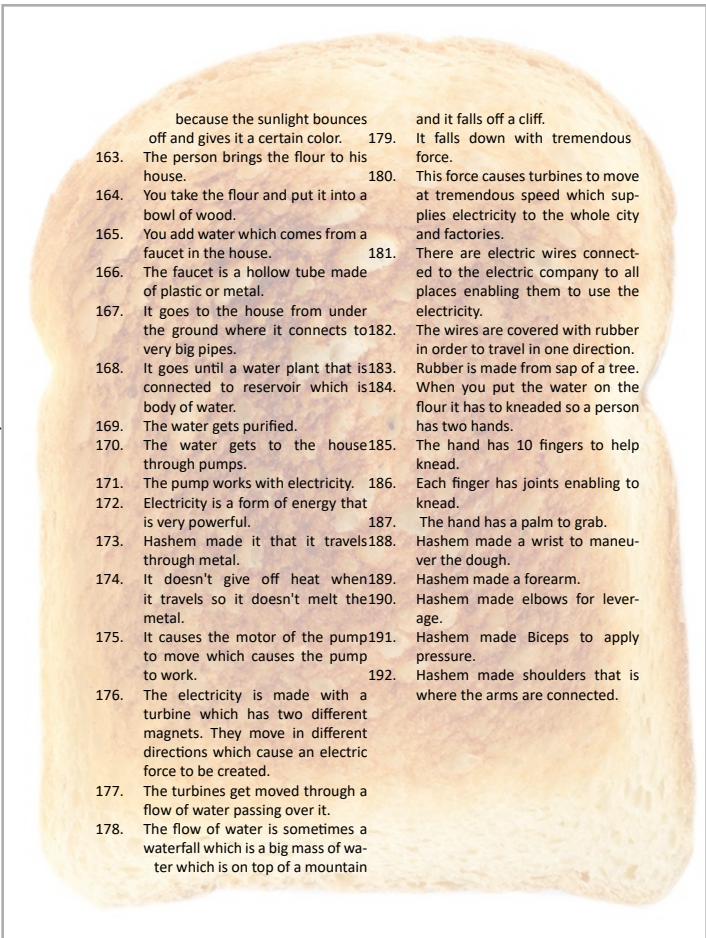 because the sunlight bounces
off and gives it a certain color.
163. The person brings the flour to his
house.
164. You take the flour and put it into a
bowl of wood.
165. You add water which comes from a
faucet in the house.
166. The faucet is a hollow tube made
of plastic or metal.
167. It goes to the house from under
the ground where it connects to
very big pipes.
168. It goes until a water plant that is
connected to reservoir which is
body of water.
169. The water gets purified.
170. The water gets to the house
through pumps.
171. The pump works with electricity.
172. Electricity is a form of energy that
is very powerful.
173. Hashem made it that it travels
through metal.
174. It doesn't give off heat when
it travels so it doesn't melt the
metal.
175. It causes the motor of the pump
to move which causes the pump
to work.
176. The electricity is made with a
turbine which has two different
magnets. They move in different
directions which cause an electric
force to be created.
177. The turbines get moved through a
flow of water passing over it.
178. The flow of water is sometimes a
waterfall which is a big mass of wa-
ter which is on top of a mountain
and it falls off a cliff.
179. It falls down with tremendous
force.
180. This force causes turbines to move
at tremendous speed which sup-
plies electricity to the whole city
and factories.
181. There are electric wires connect-
ed to the electric company to all
places enabling them to use the
electricity.
182. The wires are covered with rubber
in order to travel in one direction.
183. Rubber is made from sap of a tree.
184. When you put the water on the
flour it has to kneaded so a person
has two hands.
185. The hand has 10 fingers to help
knead.
186. Each finger has joints enabling to
knead.
187. The hand has a palm to grab.
188. Hashem made a wrist to maneu-
ver the dough.
189. Hashem made a forearm.
190. Hashem made elbows for lever-
age.
191. Hashem made Biceps to apply
pressure.
192. Hashem made shoulders that is
where the arms are connected.